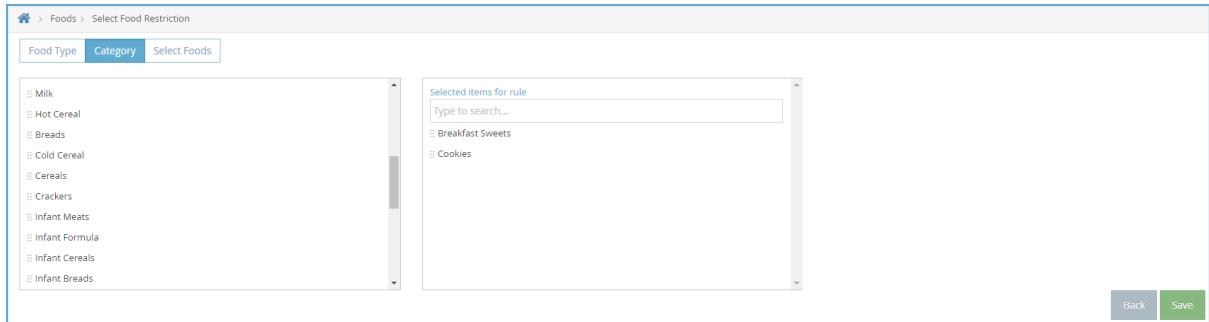 > Foods > Select Food Restriction
Food Type Category Select Foods
Milk
Hot Cereal
Breads
Cold Cereal
Cereals
Crackers
Infant Meats
Infant Formula
Infant Cereals
Infant Breads
Selected items for rule
Type to search...
Breakfast Sweets
Cookies
Back Save